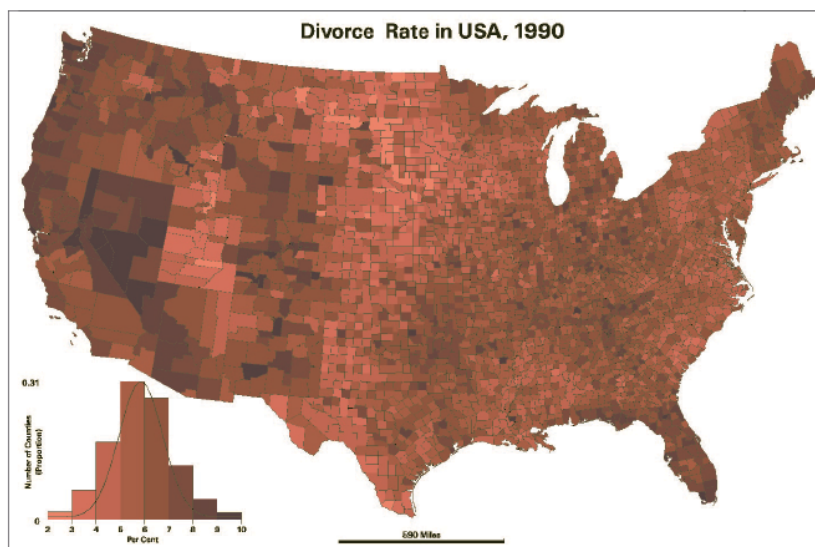 Divorce Rate in USA, 1990
0.31
Number of Counties
(Proportion)
0
2 3 4 5 6 7 8 9 10
Per Cent
590 Miles